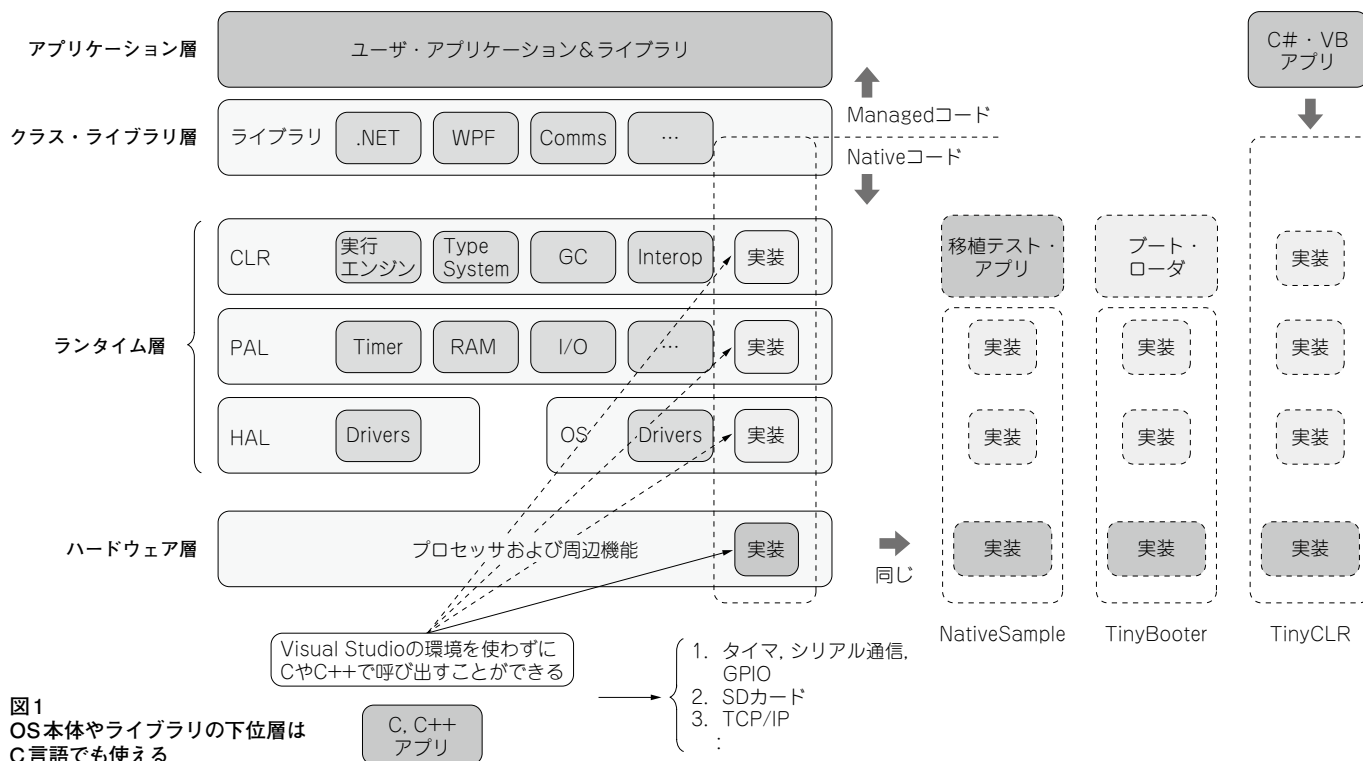 アプリケーション層
ユーザ・アプリケーション&ライブラリ
C#・VB
アプリ
Managedコード
クラス・ライブラリ層
ライブラリ
.NET
WPF
Comms
…
Nativeコード
ランタイム層
CLR
実行
エンジン
Type
System
GC
Interop
実装
移植テスト・
アプリ
ブート・
ローダ
実装
PAL
Timer
RAM
I/O
…
実装
実装
実装
実装
HAL
Drivers
OS
Drivers
実装
実装
実装
実装
ハードウェア層
プロセッサおよび周辺機能
実装
同じ
実装
実装
実装
NativeSample
TinyBooter
TinyCLR
Visual Studioの環境を使わずに
CやC++で呼び出すことができる
1. タイマ, シリアル通信,
GPIO
2. SDカード
3. TCP/IP
:
C, C++
アプリ
図1
OS本体やライブラリの下位層は
C言語でも使える